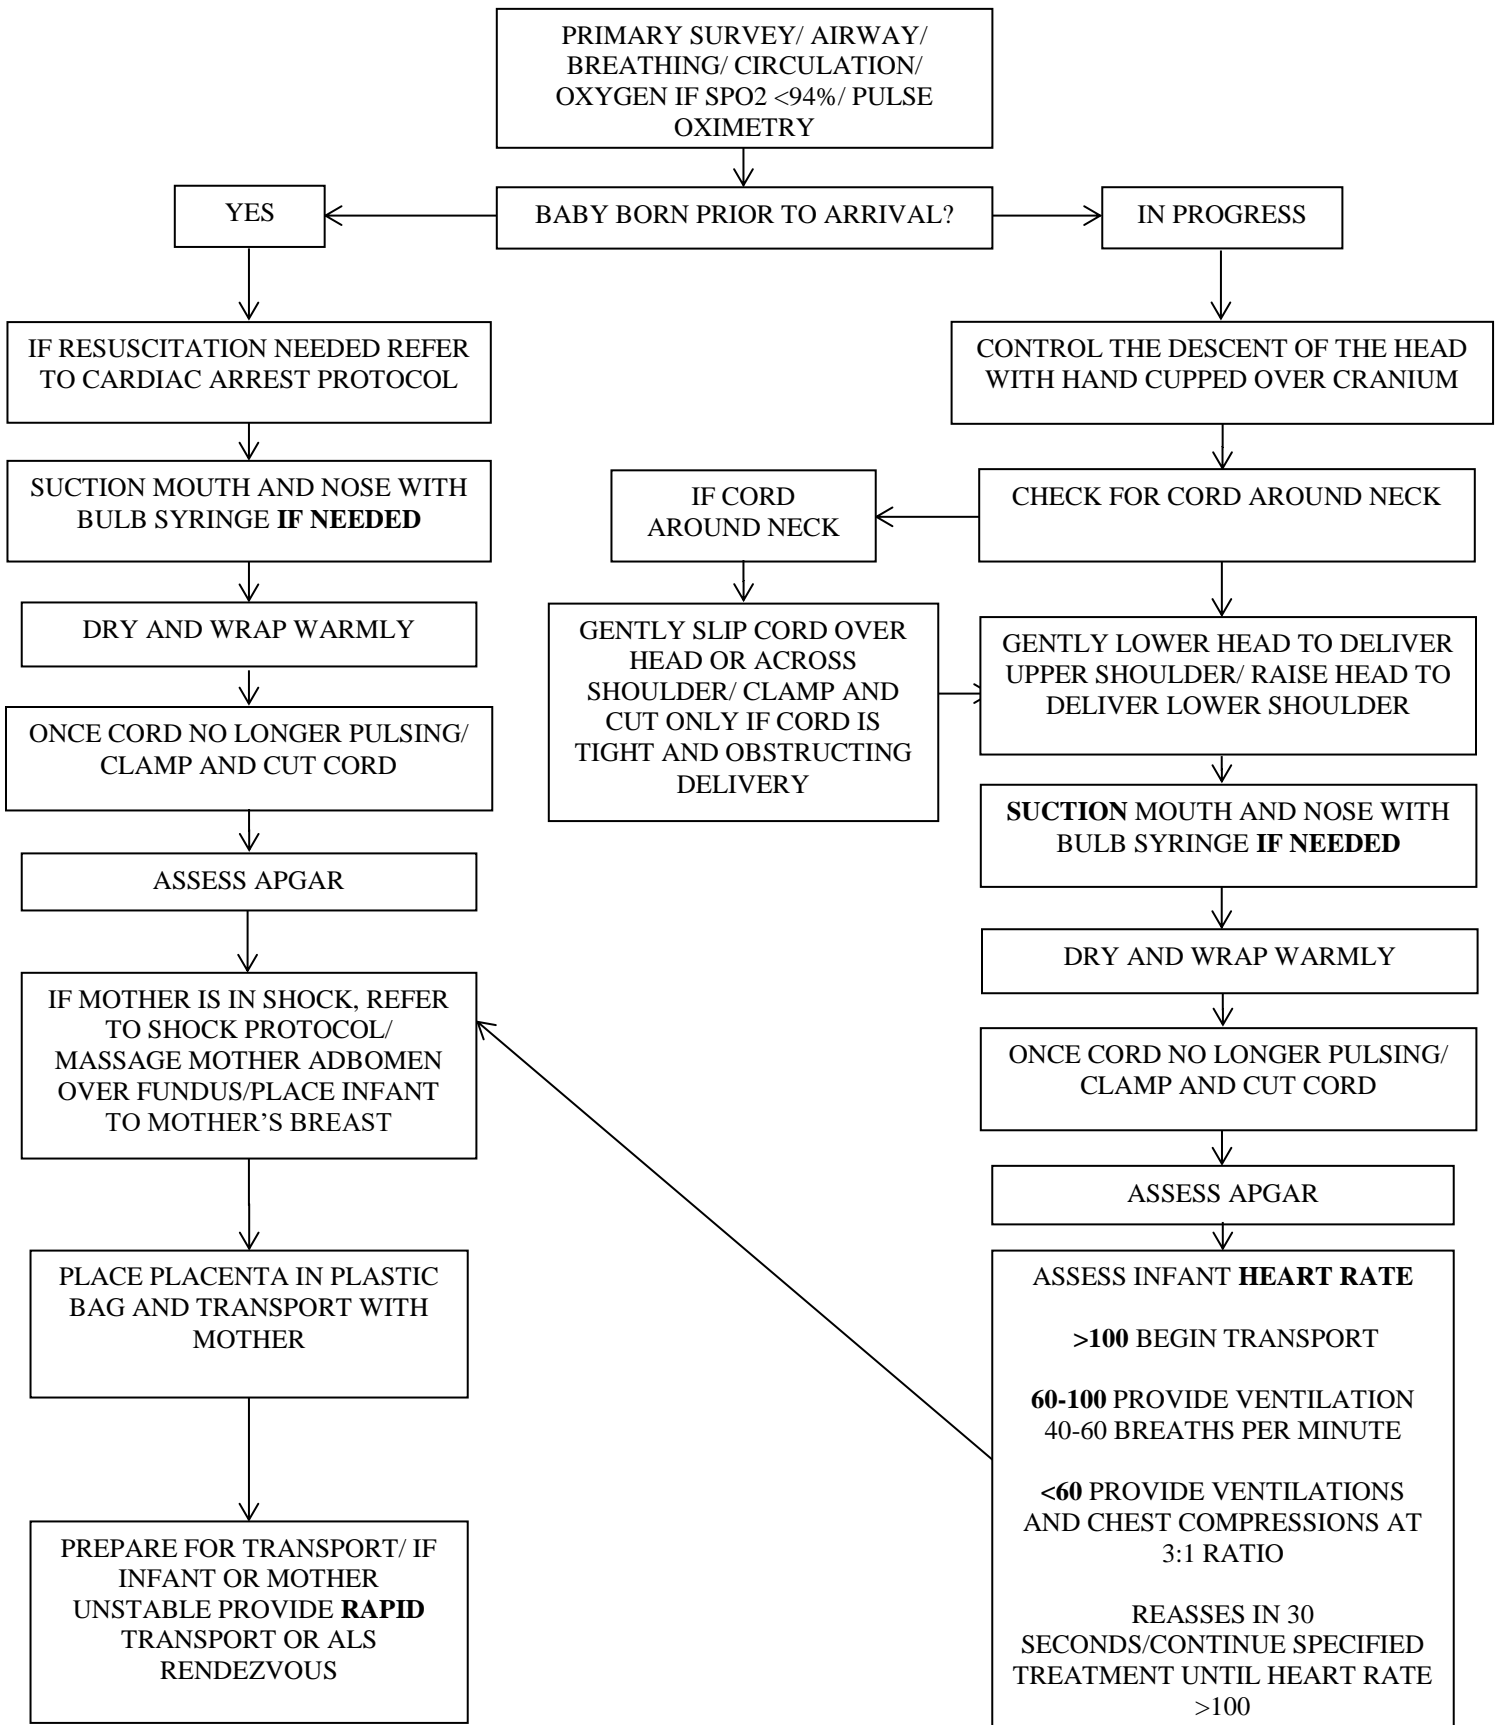 PRIMARY SURVEY/ AIRWAY/
BREATHING/ CIRCULATION/
OXYGEN IF SPO2 <94%/ PULSE
OXIMETRY
YES
BABY BORN PRIOR TO ARRIVAL?
IN PROGRESS
IF RESUSCITATION NEEDED REFER
TO CARDIAC ARREST PROTOCOL
SUCTION MOUTH AND NOSE WITH
BULB SYRINGE IF NEEDED
DRY AND WRAP WARMLY
ONCE CORD NO LONGER PULSING/
CLAMP AND CUT CORD
ASSESS APGAR
IF MOTHER IS IN SHOCK, REFER
TO SHOCK PROTOCOL/
MASSAGE MOTHER ADBOMEN
OVER FUNDUS/PLACE INFANT
TO MOTHER'S BREAST
PLACE PLACENTA IN PLASTIC
BAG AND TRANSPORT WITH
MOTHER
PREPARE FOR TRANSPORT/ IF
INFANT OR MOTHER
UNSTABLE PROVIDE RAPID
TRANSPORT OR ALS
RENDEZVOUS
CONTROL THE DESCENT OF THE HEAD
WITH HAND CUPPED OVER CRANIUM
CHECK FOR CORD AROUND NECK
IF CORD
AROUND NECK
GENTLY SLIP CORD OVER
HEAD OR ACROSS
SHOULDER/ CLAMP AND
CUT ONLY IF CORD IS
TIGHT AND OBSTRUCTING
DELIVERY
GENTLY LOWER HEAD TO DELIVER
UPPER SHOULDER/ RAISE HEAD TO
DELIVER LOWER SHOULDER
SUCTION MOUTH AND NOSE WITH
BULB SYRINGE IF NEEDED
DRY AND WRAP WARMLY
ONCE CORD NO LONGER PULSING/
CLAMP AND CUT CORD
ASSESS APGAR
ASSESS INFANT HEART RATE
>100 BEGIN TRANSPORT
60-100 PROVIDE VENTILATION
40-60 BREATHS PER MINUTE
<60 PROVIDE VENTILATIONS
AND CHEST COMPRESSIONS AT
3:1 RATIO
REASSES IN 30
SECONDS/CONTINUE SPECIFIED
TREATMENT UNTIL HEART RATE
>100